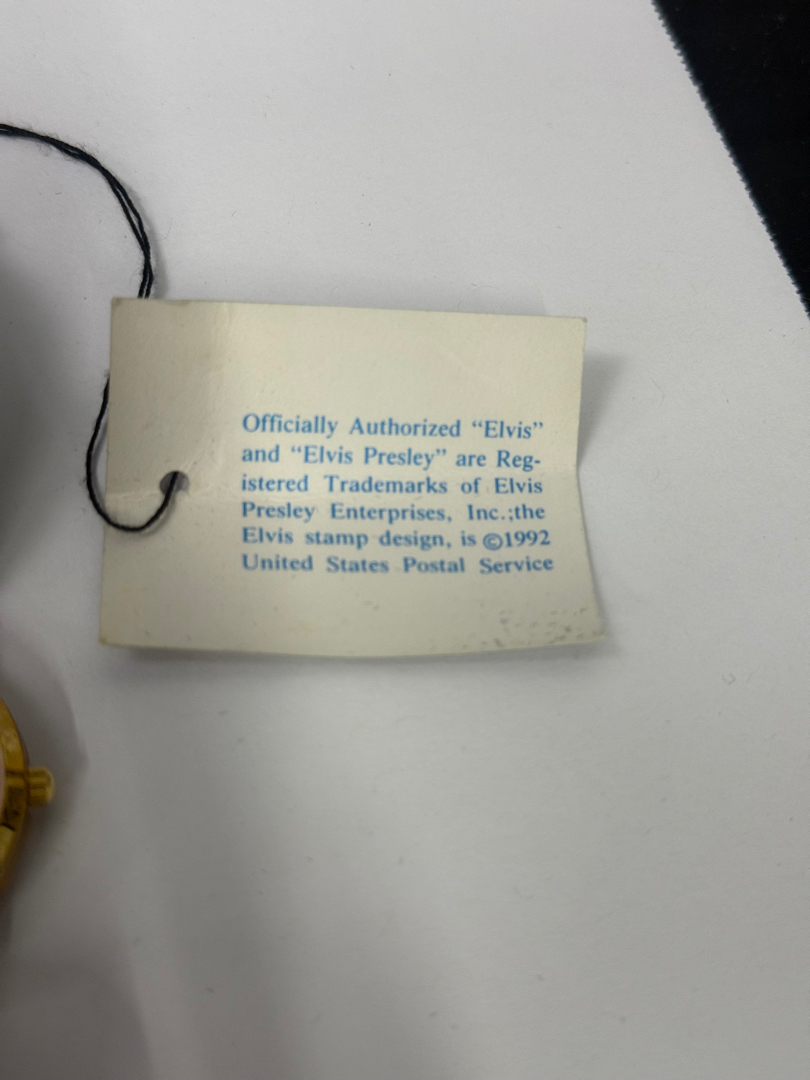 Officially Authorized “Elvis”
and “Elvis Presley” are Reg-
istered Trademarks of Elvis
Presley Enterprises, Inc.;the
Elvis stamp design, is ©1992
United States Postal Service